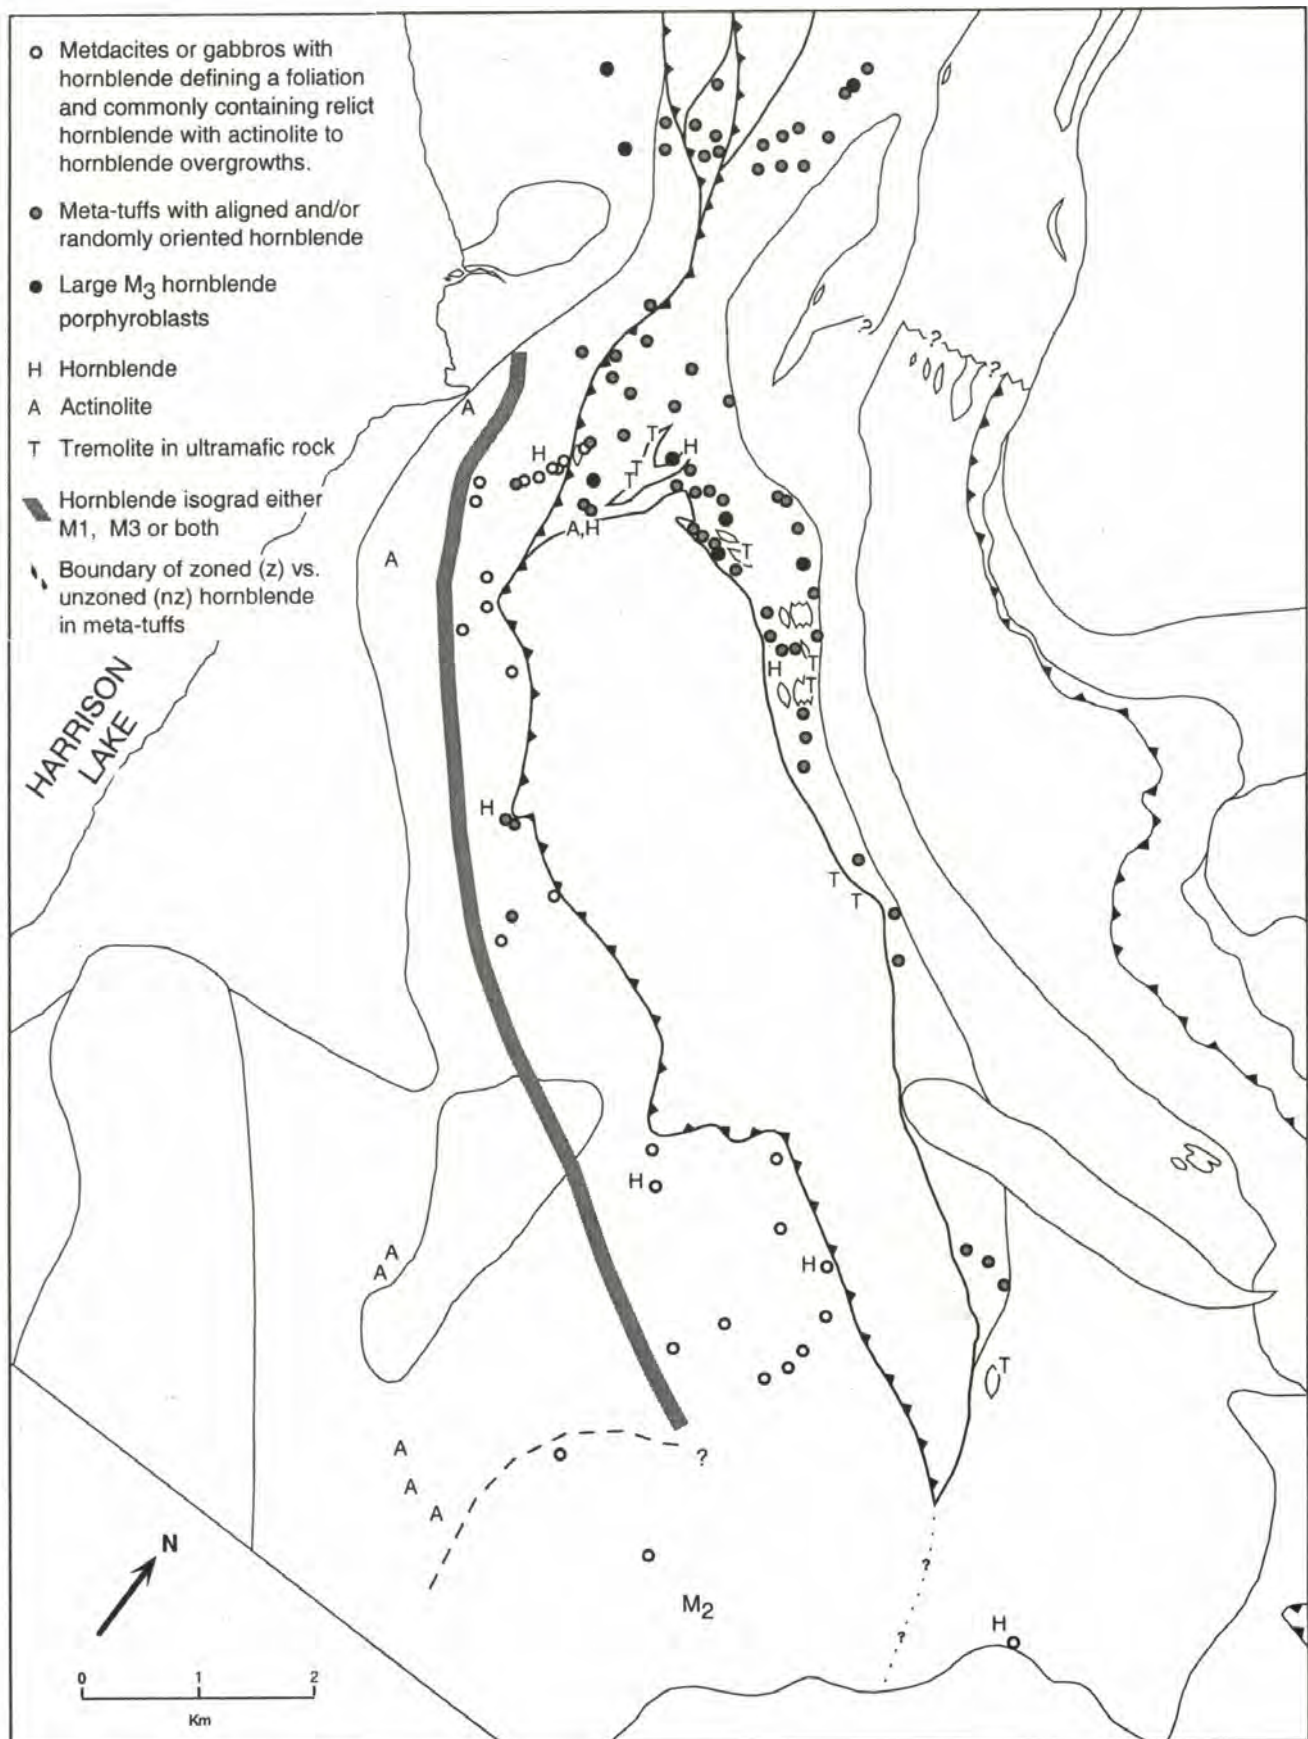 Metdacites or gabbros with
hornblende defining a foliation
and commonly containing relict
hornblende with actinolite to
hornblende overgrowths.
Meta-tuffs with aligned and/or
randomly oriented hornblende
Large M3 hornblende
porphyroblasts
H Hornblende
A Actinolite
T Tremolite in ultramafic rock
Hornblende isograd either
M1, M3 or both
Boundary of zoned (z) vs.
unzoned (nz) hornblende
in meta-tuffs
HARRISON
LAKE
?
?
?
A
H
T
H
T
T
A,H
A
T
T
H
T
H
T
T
H
A
A
H
T
A
?
A
A
?
M2
H
?
N
0 1 2
Km